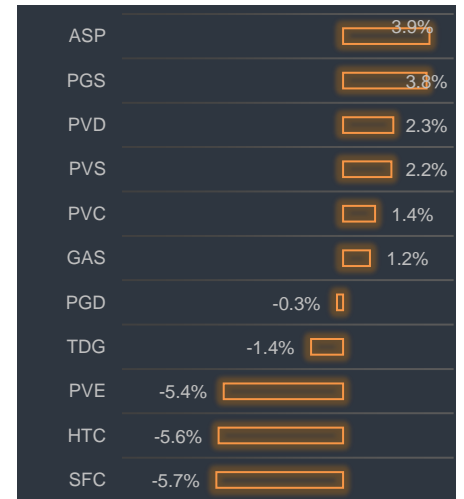 ASP 3.9%
PGS 3.8%
PVD 2.3%
PVS 2.2%
PVC 1.4%
GAS 1.2%
PGD -0.3%
TDG -1.4%
PVE -5.4%
HTC -5.6%
SFC -5.7%